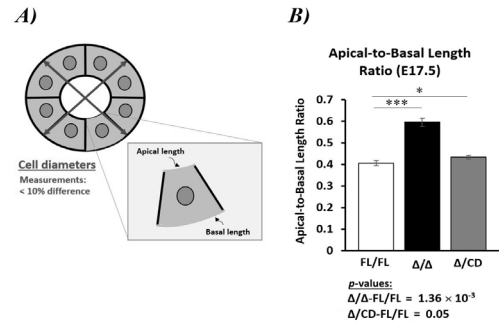 A)
Cell diameters
Measurements:
< 10% difference
Apical length
Basal length
B)
Apical-to-Basal Length
Ratio (E17.5)
Apical-to-Basal Length Ratio
0.7
0.6
0.5
0.4
0.3
0.2
0.1
0
*
***
FL/FL
Δ/Δ
Δ/CD
p-values:
Δ/Δ-FL/FL = 1.36 × 10⁻³
Δ/CD-FL/FL = 0.05